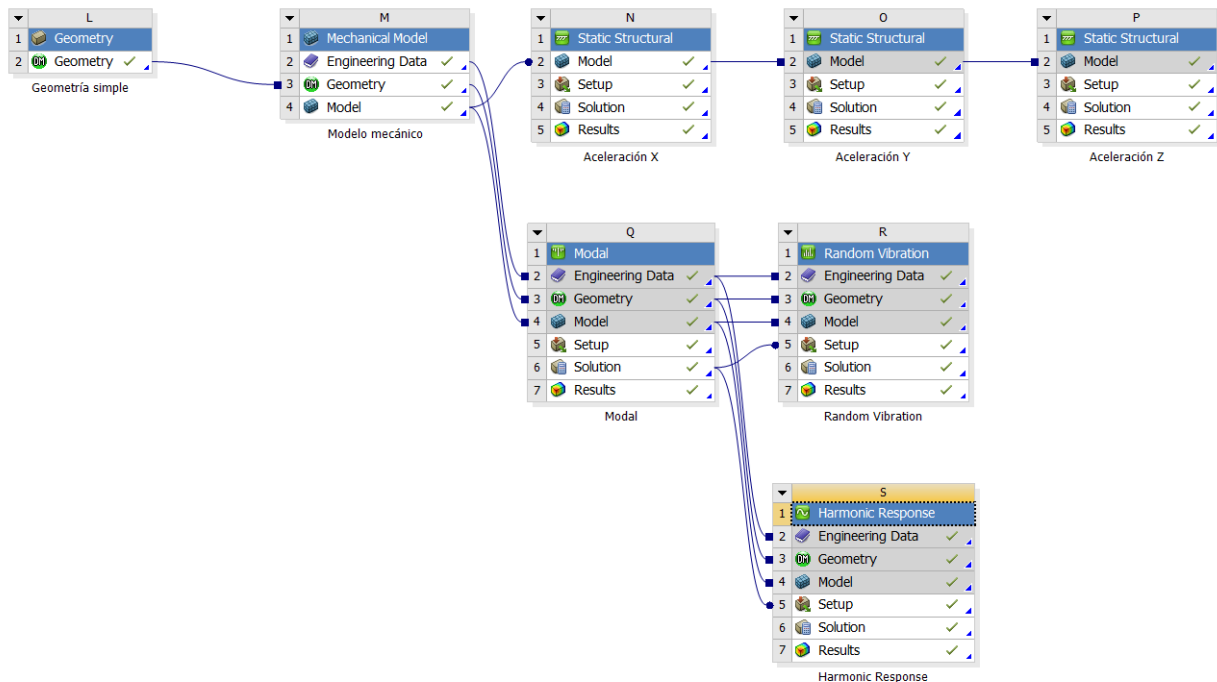 L
1 Geometry
2 Geometry
Geometría simple
M
1 Mechanical Model
2 Engineering Data
3 Geometry
4 Model
Modelo mecánico
N
1 Static Structural
2 Model
3 Setup
4 Solution
5 Results
Aceleración X
O
1 Static Structural
2 Model
3 Setup
4 Solution
5 Results
Aceleración Y
P
1 Static Structural
2 Model
3 Setup
4 Solution
5 Results
Aceleración Z
Q
1 Modal
2 Engineering Data
3 Geometry
4 Model
5 Setup
6 Solution
7 Results
Modal
R
1 Random Vibration
2 Engineering Data
3 Geometry
4 Model
5 Setup
6 Solution
7 Results
Random Vibration
S
1 Harmonic Response
2 Engineering Data
3 Geometry
4 Model
5 Setup
6 Solution
7 Results
Harmonic Response